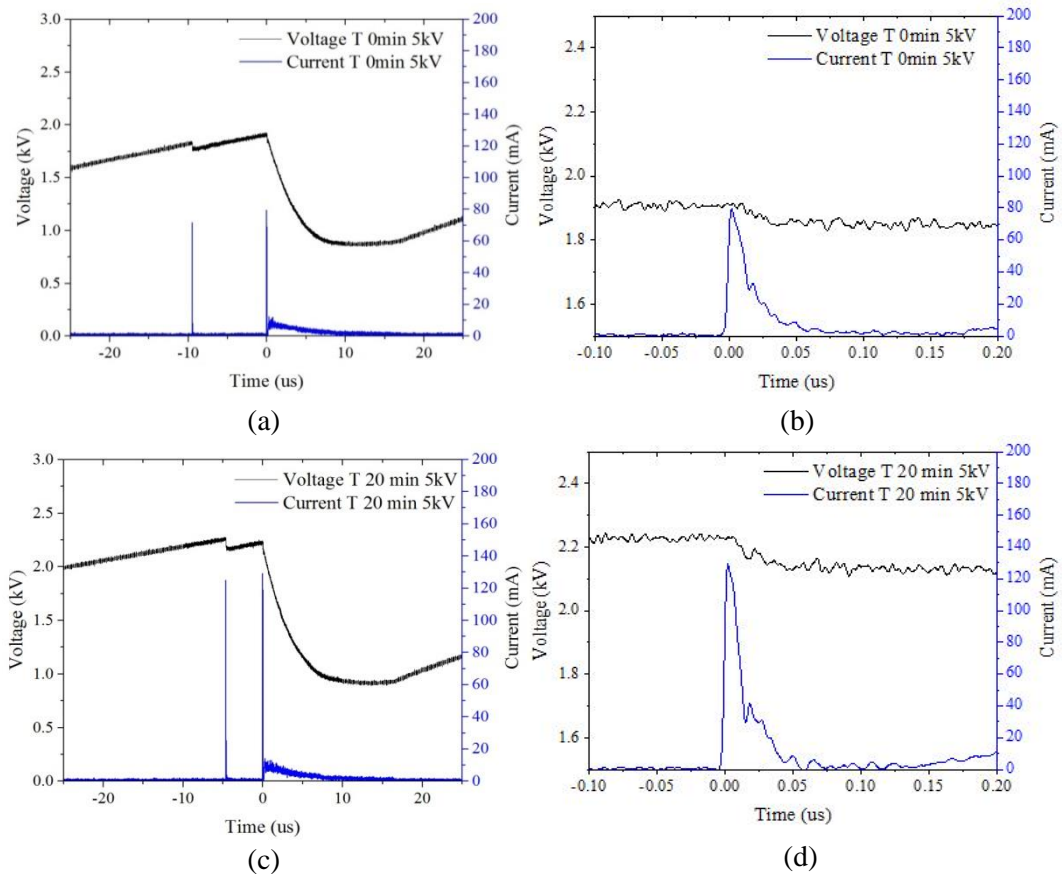 Voltage T 0min 5kV
Current T 0min 5kV
Voltage (kV)
3.0
2.5
2.0
1.5
1.0
0.5
0.0
Current (mA)
200
180
160
140
120
100
80
60
40
20
0
-20 -10 0 10 20
Time (us)
(a)
Voltage T 0min 5kV
Current T 0min 5kV
Voltage (kV)
2.4
2.2
2.0
1.8
1.6
Current (mA)
200
180
160
140
120
100
80
60
40
20
0
-0.10 -0.05 0.00 0.05 0.10 0.15 0.20
Time (us)
(b)
Voltage T 20 min 5kV
Current T 20 min 5kV
Voltage (kV)
3.0
2.5
2.0
1.5
1.0
0.5
0.0
Current (mA)
200
180
160
140
120
100
80
60
40
20
0
-20 -10 0 10 20
Time (us)
(c)
Voltage T 20 min 5kV
Current T 20 min 5kV
Voltage (kV)
2.4
2.2
2.0
1.8
1.6
Current (mA)
200
180
160
140
120
100
80
60
40
20
0
-0.10 -0.05 0.00 0.05 0.10 0.15 0.20
Time (us)
(d)